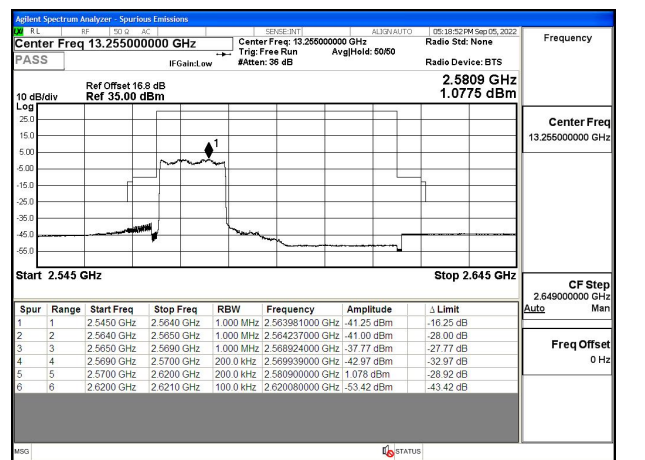 Agilent Spectrum Analyzer - Spurious Emissions
RL RF 50 Ω AC SENSE:INT ALIGN AUTO 05:18:52 PM Sep 05, 2022
Center Freq 13.255000000 GHz
Center Freq: 13.255000000 GHz
Radio Std: None
Frequency
PASS
Trig: Free Run Avg|Hold: 50/50
IFGain:Low
#Atten: 36 dB
Radio Device: BTS
Ref Offset 16.8 dB
2.5809 GHz
10 dB/div Ref 35.00 dBm
1.0775 dBm
Log
25.0
15.0
5.00
-5.00
-15.0
-25.0
-35.0
-45.0
-55.0
1
Start 2.545 GHz
Stop 2.645 GHz
Center Freq
13.255000000 GHz
CF Step
2.649000000 GHz
Auto Man
Freq Offset
0 Hz
Spur Range Start Freq Stop Freq RBW Frequency Amplitude Δ Limit
1 1 2.5450 GHz 2.5640 GHz 1.000 MHz 2.563981000 GHz -41.25 dBm -16.25 dB
2 2 2.5640 GHz 2.5650 GHz 1.000 MHz 2.564237000 GHz -41.00 dBm -28.00 dB
3 3 2.5650 GHz 2.5690 GHz 1.000 MHz 2.568924000 GHz -37.77 dBm -27.77 dB
4 4 2.5690 GHz 2.5700 GHz 200.0 kHz 2.569939000 GHz -42.97 dBm -32.97 dB
5 5 2.5700 GHz 2.6200 GHz 200.0 kHz 2.580900000 GHz 1.078 dBm -28.92 dB
6 6 2.6200 GHz 2.6210 GHz 100.0 kHz 2.620080000 GHz -53.42 dBm -43.42 dB
MSG STATUS